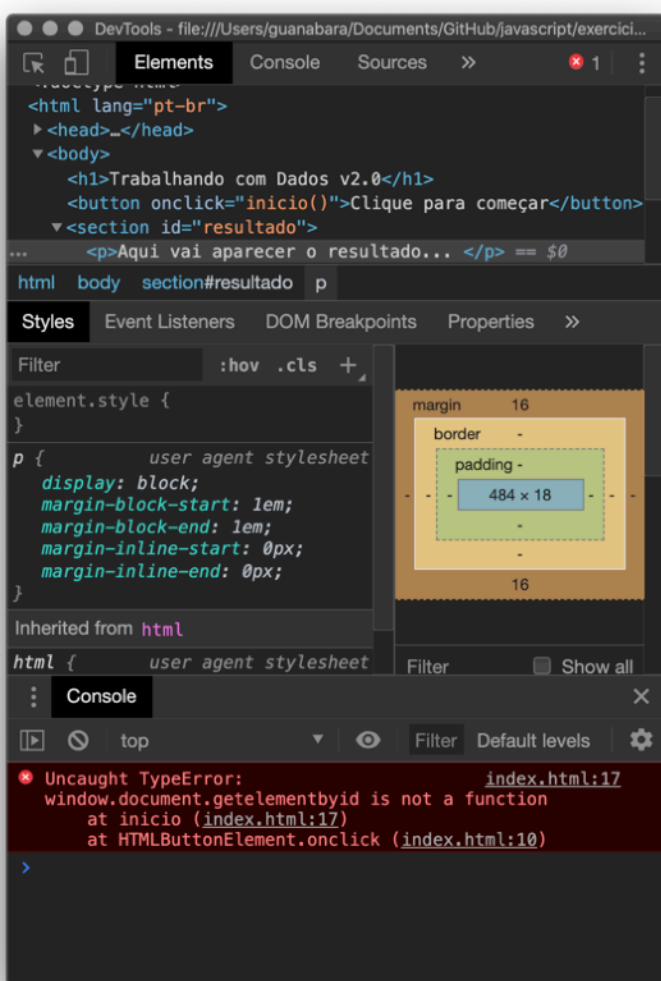 DevTools - file:///Users/guanabara/Documents/GitHub/javascript/exercici...
Elements Console Sources » 1
<html lang="pt-br">
<head>…</head>
<body>
<h1>Trabalhando com Dados v2.0</h1>
<button onclick="inicio()">Clique para começar</button>
<section id="resultado">
... <p>Aqui vai aparecer o resultado... </p> == $0
html body section#resultado p
Styles Event Listeners DOM Breakpoints Properties »
Filter :hov .cls +
element.style {
}
p { user agent stylesheet
display: block;
margin-block-start: 1em;
margin-block-end: 1em;
margin-inline-start: 0px;
margin-inline-end: 0px;
}
Inherited from html
html { user agent stylesheet
margin 16
border -
padding -
- - - 484 × 18 - - -
-
-
16
Filter Show all
Console
top Filter Default levels
Uncaught TypeError: index.html:17
window.document.getelementbyid is not a function
at inicio (index.html:17)
at HTMLButtonElement.onclick (index.html:10)
>